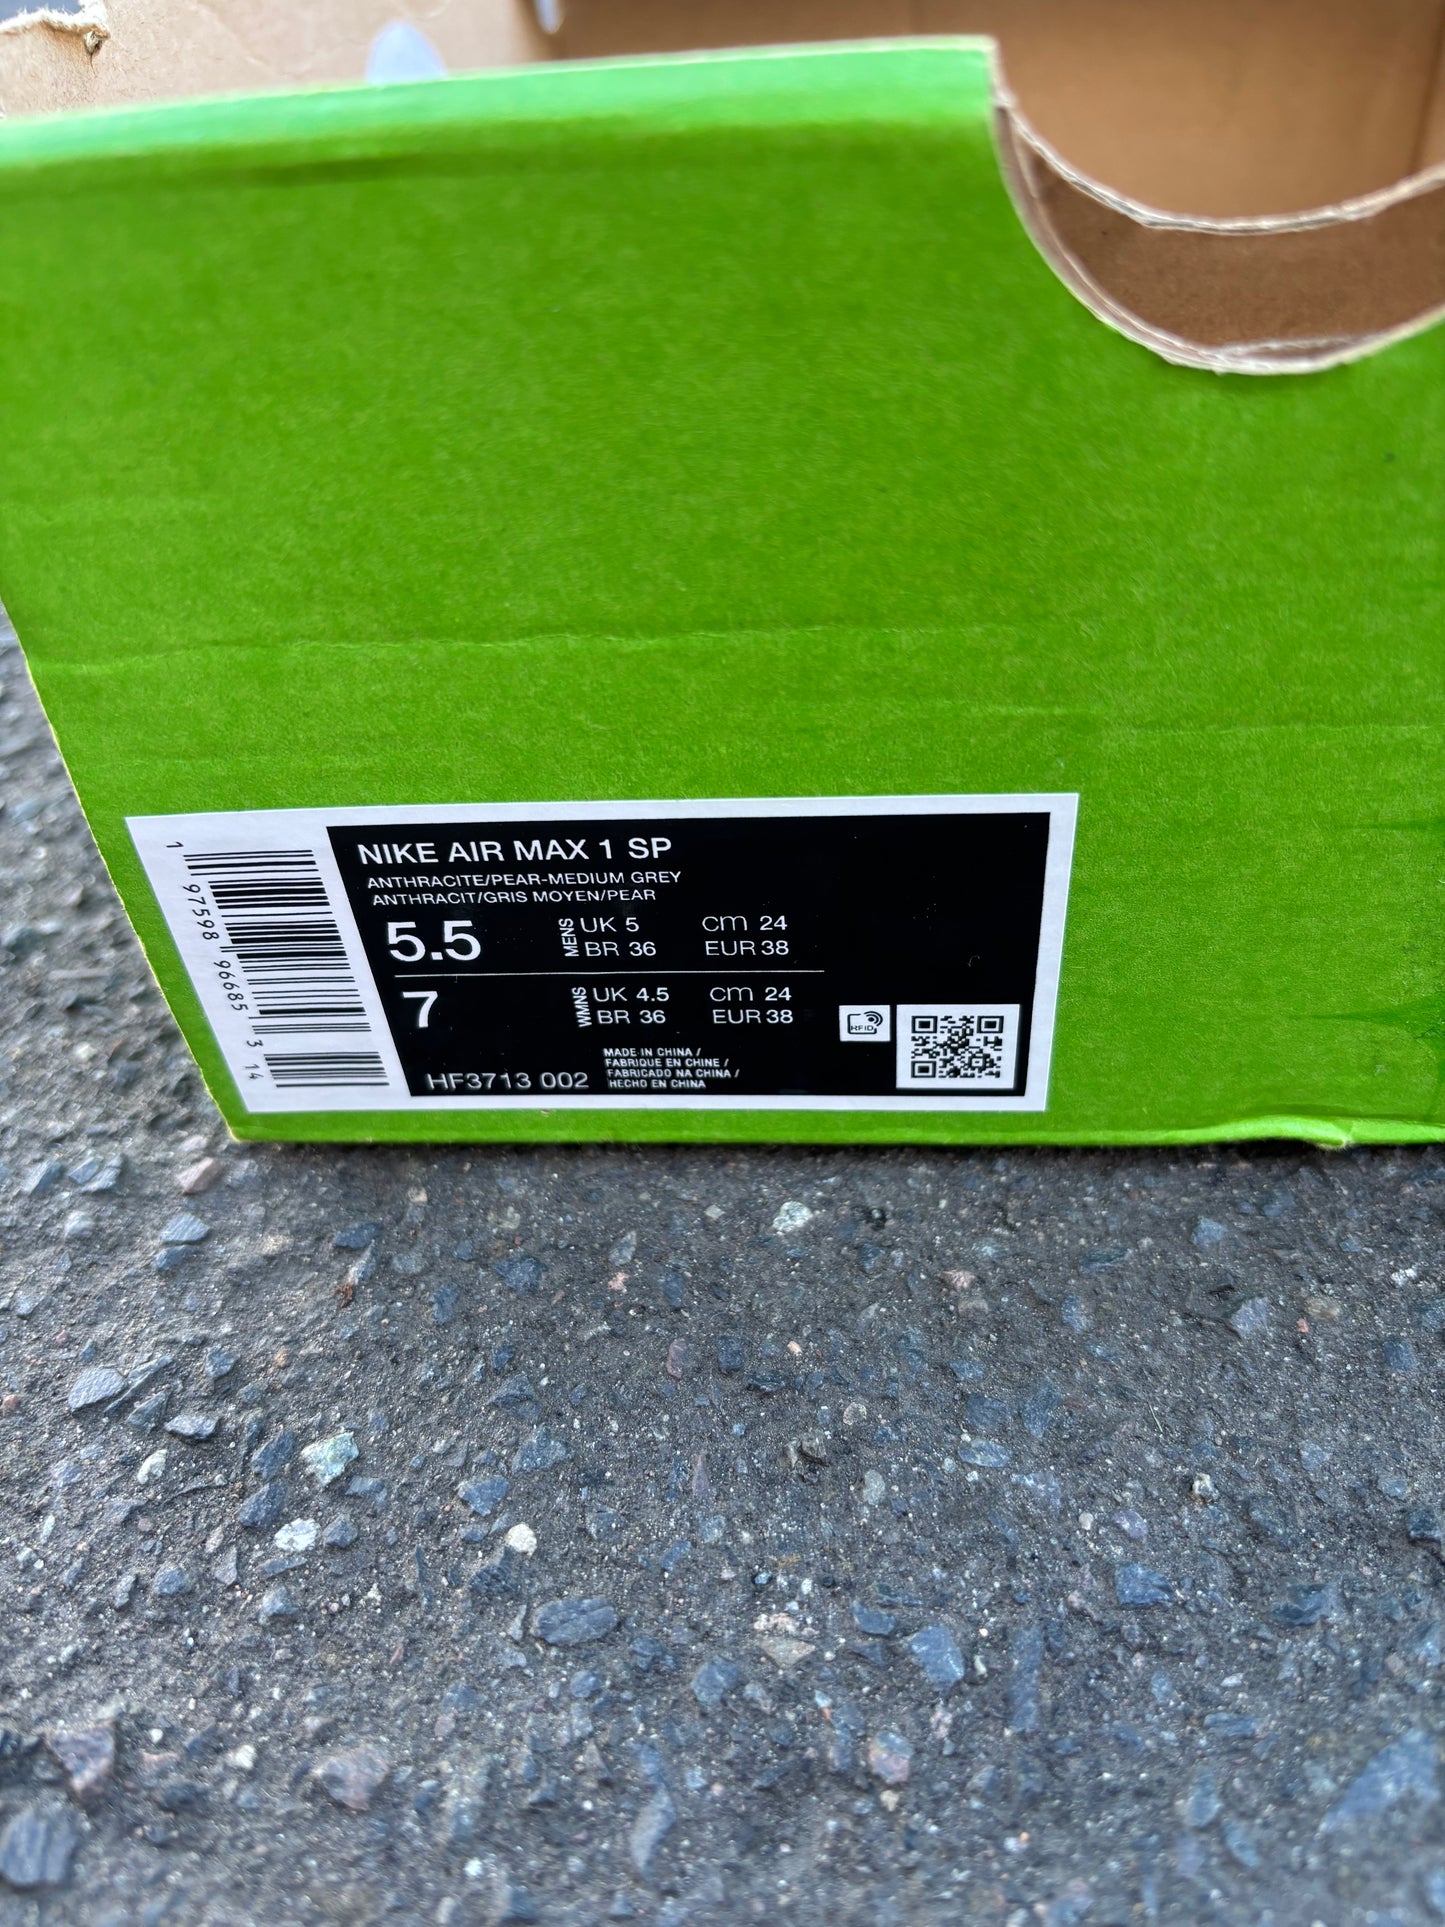 NIKE AIR MAX 1 SP
ANTHRACITE/PEAR-MEDIUM GREY
ANTHRACIT/GRIS MOYEN/PEAR
5.5 MENS UK 5 cm 24
BR 36 EUR 38
7 WMNS UK 4.5 cm 24
BR 36 EUR 38
HF3713 002
MADE IN CHINA /
FABRIQUE EN CHINE /
FABRICADO NA CHINA /
HECHO EN CHINA
RFID
1 97598 96685 3 14